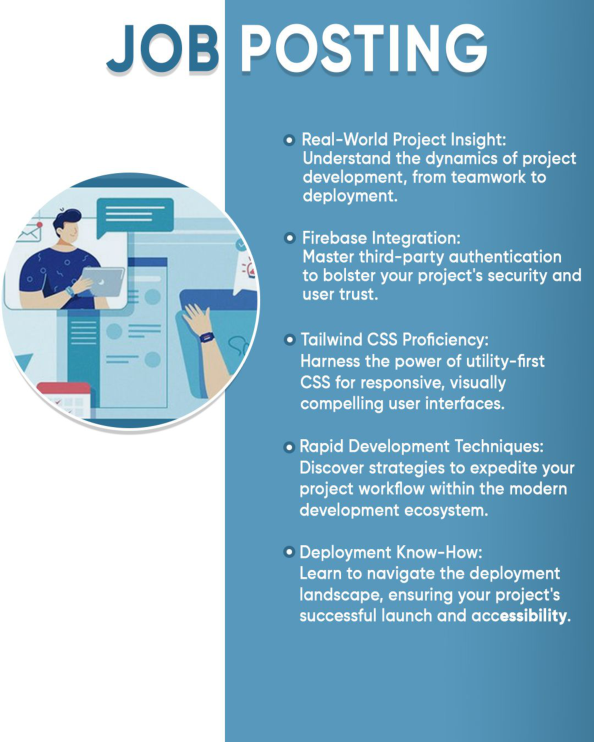 JOB POSTING
Real-World Project Insight:
Understand the dynamics of project
development, from teamwork to
deployment.
Firebase Integration:
Master third-party authentication
to bolster your project's security and
user trust.
Tailwind CSS Proficiency:
Harness the power of utility-first
CSS for responsive, visually
compelling user interfaces.
Rapid Development Techniques:
Discover strategies to expedite your
project workflow within the modern
development ecosystem.
Deployment Know-How:
Learn to navigate the deployment
landscape, ensuring your project's
successful launch and accessibility.